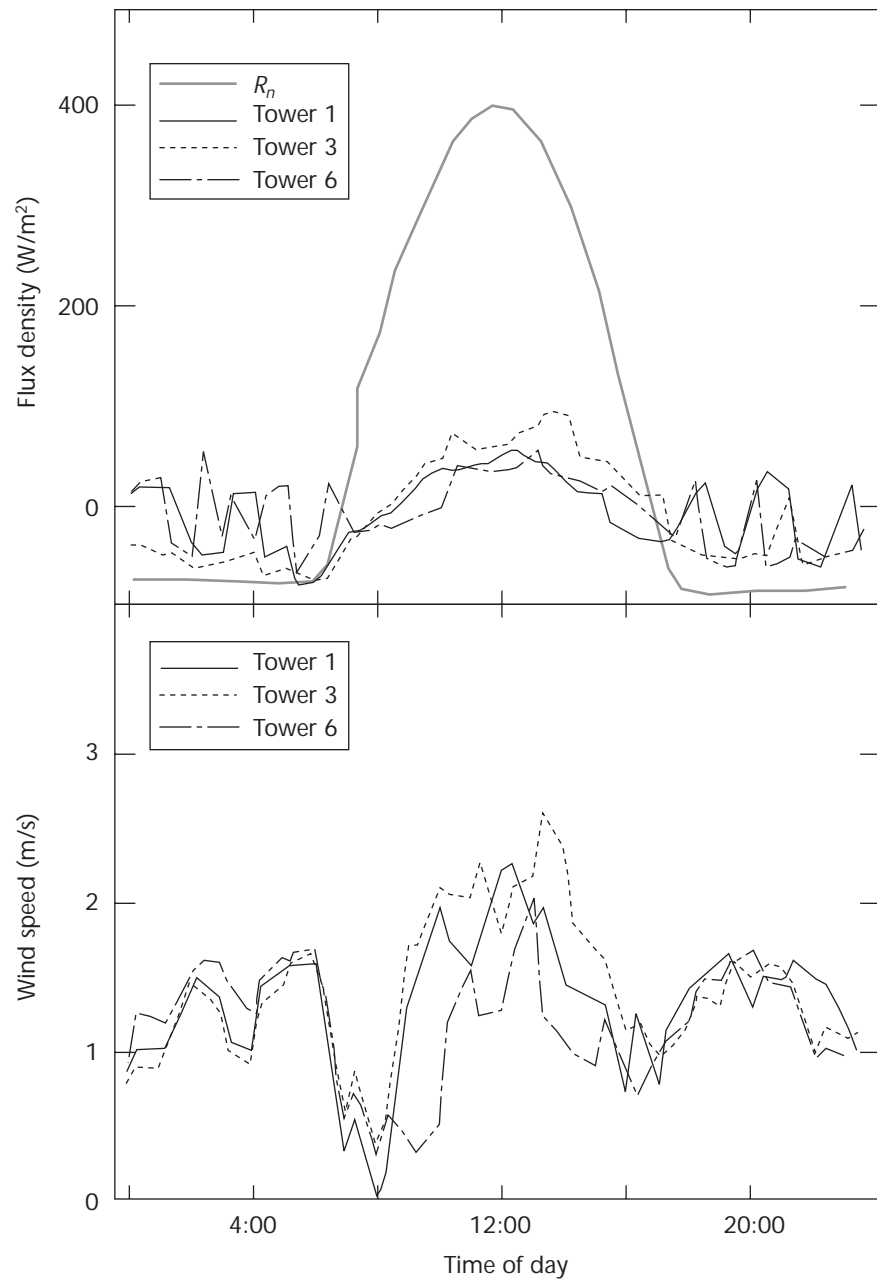 R_n
Tower 1
Tower 3
Tower 6
400
200
0
Flux density (W/m²)
Tower 1
Tower 3
Tower 6
3
2
1
0
Wind speed (m/s)
4:00
12:00
20:00
Time of day